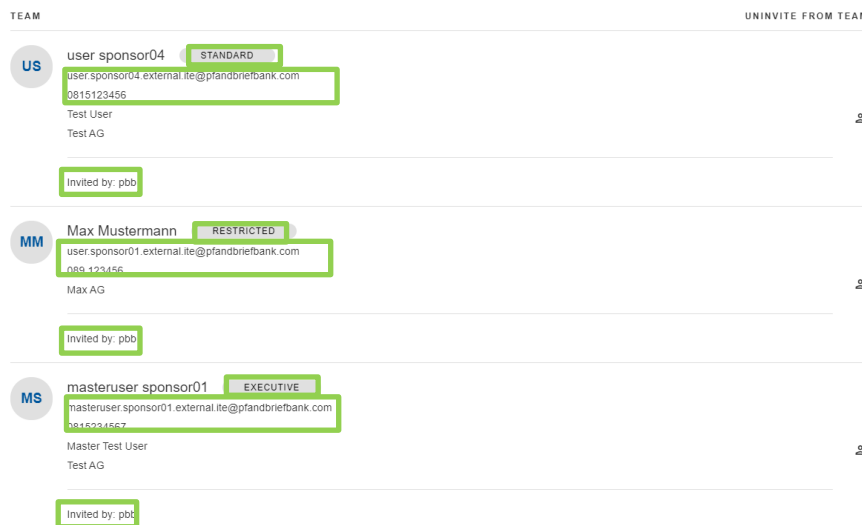 TEAM UNINVITE FROM TEAM
US user sponsor04 STANDARD
user.sponsor04.external.ite@pfandbriefbank.com
0815123456
Test User
Test AG
Invited by: pbb
MM Max Mustermann RESTRICTED
user.sponsor01.external.ite@pfandbriefbank.com
089 123456
Max AG
Invited by: pbb
MS masteruser sponsor01 EXECUTIVE
masteruser.sponsor01.external.ite@pfandbriefbank.com
0815234567
Master Test User
Test AG
Invited by: pbb